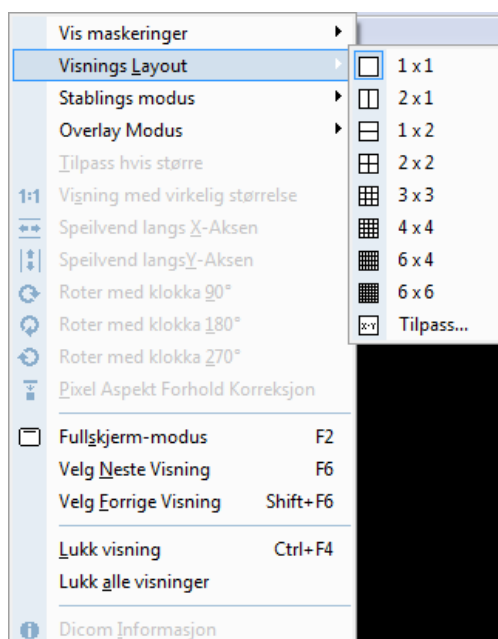 Vis maskeringer
Visnings Layout
Stablings modus
Overlay Modus
Tilpass hvis større
1:1 Visning med virkelig størrelse
Speilvend langs X-Aksen
Speilvend langsY-Aksen
Roter med klokka 90°
Roter med klokka 180°
Roter med klokka 270°
Pixel Aspekt Forhold Korreksjon
Fullskjerm-modus F2
Velg Neste Visning F6
Velg Forrige Visning Shift+F6
Lukk visning Ctrl+F4
Lukk alle visninger
Dicom Informasjon
1 x 1
2 x 1
1 x 2
2 x 2
3 x 3
4 x 4
6 x 4
6 x 6
X·Y Tilpass...